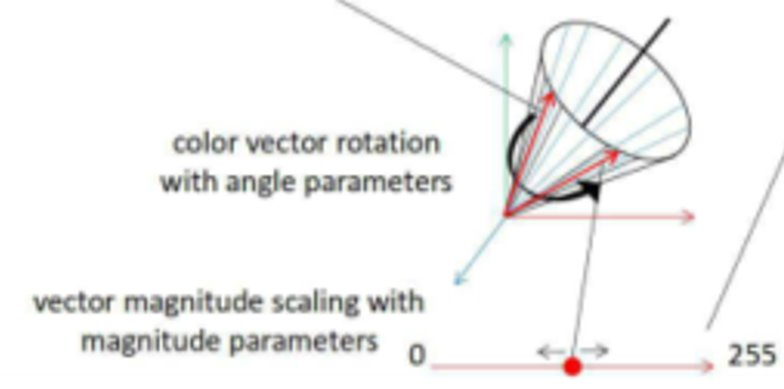 color vector rotation
with angle parameters
vector magnitude scaling with
magnitude parameters
0
255